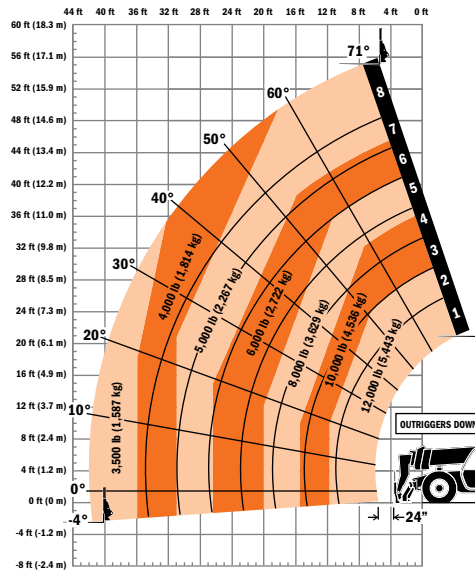 44 ft 40 ft 36 ft 32 ft 28 ft 24 ft 20 ft 16 ft 12 ft 8 ft 4 ft 0 ft
60 ft (18.3 m)
56 ft (17.1 m)
52 ft (15.9 m)
48 ft (14.6 m)
44 ft (13.4 m)
40 ft (12.2 m)
36 ft (11.0 m)
32 ft (9.8 m)
28 ft (8.5 m)
24 ft (7.3 m)
20 ft (6.1 m)
16 ft (4.9 m)
12 ft (3.7 m)
8 ft (2.4 m)
4 ft (1.2 m)
0 ft (0 m)
-4 ft (-1.2 m)
-8 ft (-2.4 m)
71°
60°
50°
40°
30°
20°
10°
0°
-4°
8
7
6
5
4
3
2
1
3,500 lb (1,587 kg)
4,000 lb (1,814 kg)
5,000 lb (2,267 kg)
6,000 lb (2,722 kg)
8,000 lb (3,629 kg)
10,000 lb (4,536 kg)
12,000 lb (5,443 kg)
OUTRIGGERS DOWN
24"